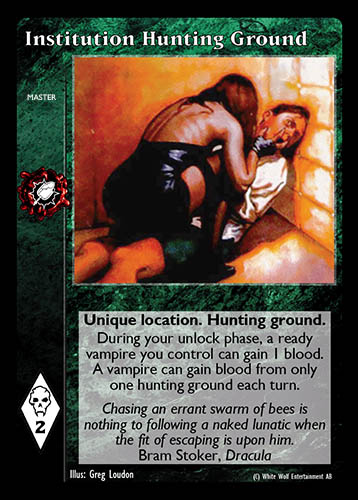 Institution Hunting Ground
MASTER
Unique location. Hunting ground.
During your unlock phase, a ready
vampire you control can gain 1 blood.
A vampire can gain blood from only
one hunting ground each turn.
Chasing an errant swarm of bees is
nothing to following a naked lunatic when
the fit of escaping is upon him.
Bram Stoker, Dracula
2
Illus: Greg Loudon
(C) White Wolf Entertainment AB